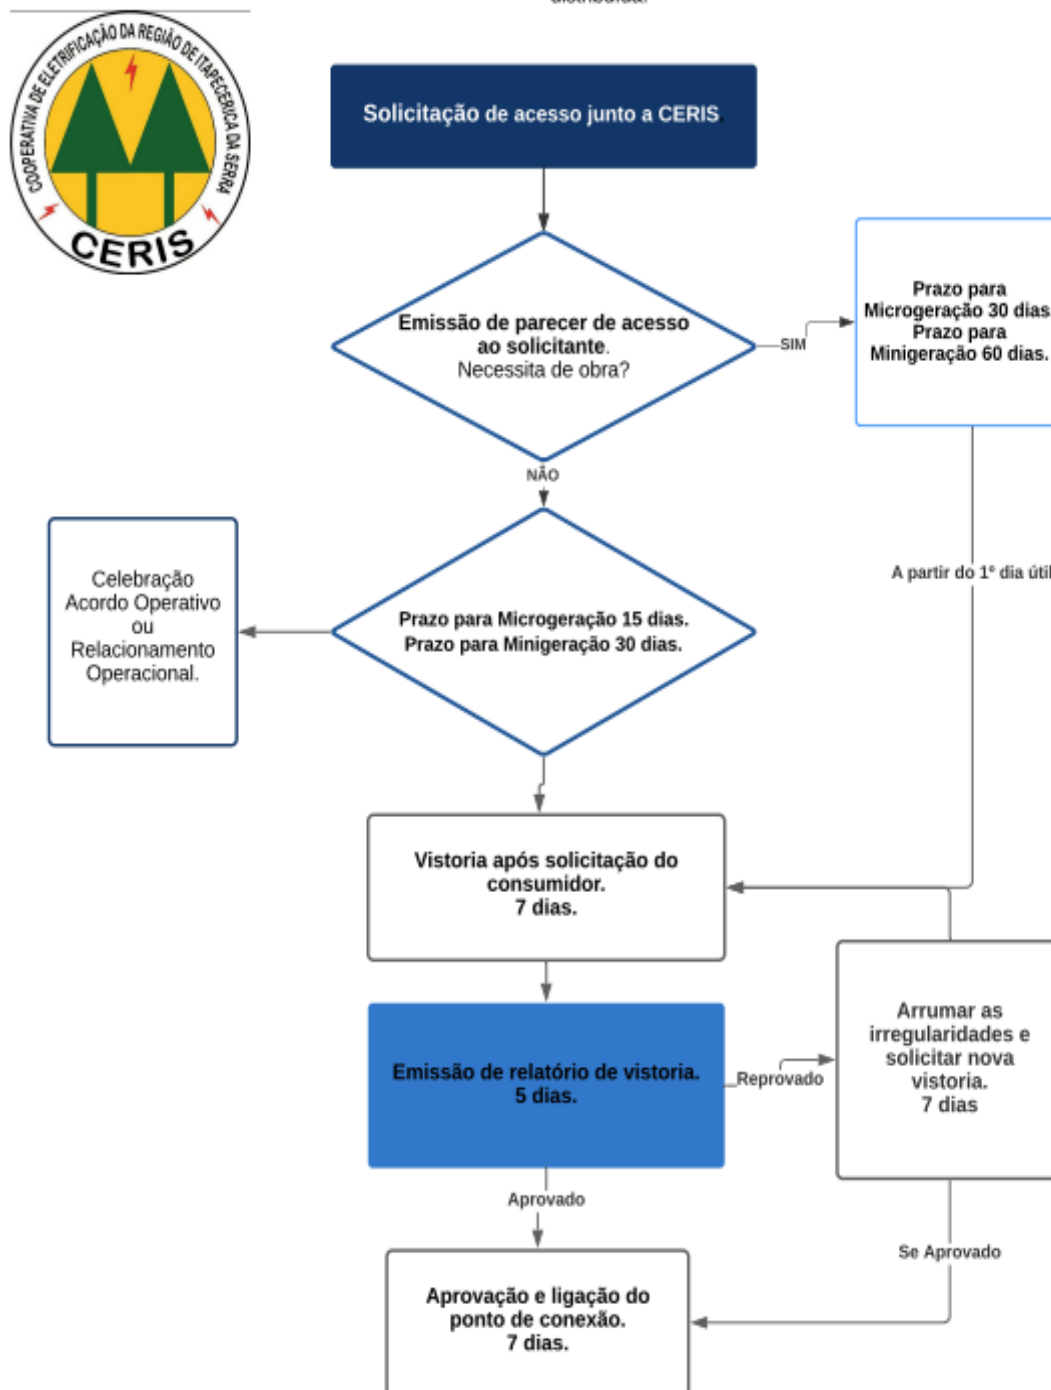 distribuída.
COOPERATIVA DE ELETRIFICAÇÃO DA REGIÃO DE ITAPECERICA DA SERRA
CERIS
Solicitação de acesso junto a CERIS.
Emissão de parecer de acesso
ao solicitante.
Necessita de obra?
SIM
Prazo para
Microgeração 30 dias
Prazo para
Minigeração 60 dias.
NÃO
Celebração
Acordo Operativo
ou
Relacionamento
Operacional.
Prazo para Microgeração 15 dias.
Prazo para Minigeração 30 dias.
A partir do 1º dia útil
Vistoria após solicitação do
consumidor.
7 dias.
Emissão de relatório de vistoria.
5 dias.
Reprovado
Arrumar as
irregularidades e
solicitar nova
vistoria.
7 dias
Aprovado
Se Aprovado
Aprovação e ligação do
ponto de conexão.
7 dias.